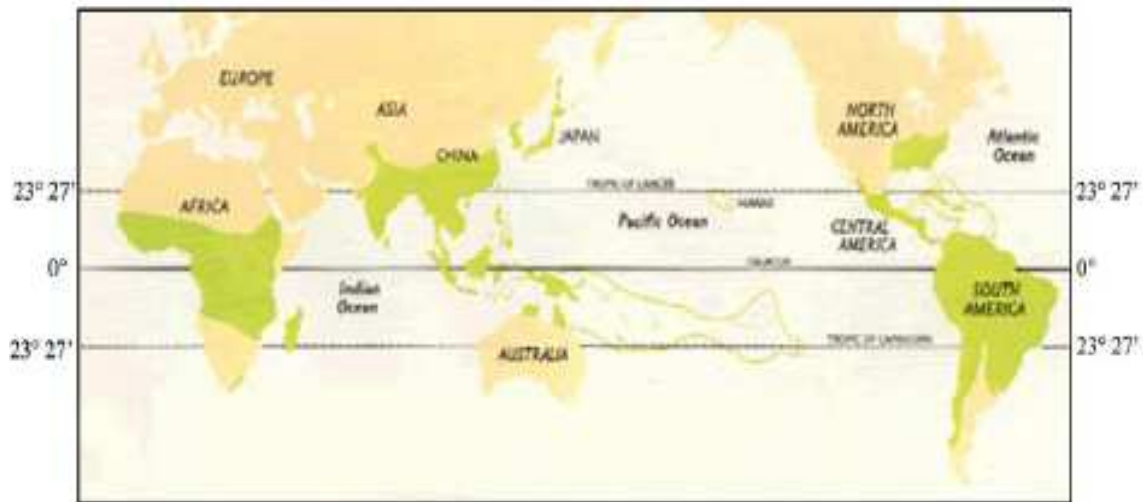 EUROPE
ASIA
NORTH
AMERICA
Atlantic
Ocean
JAPAN
CHINA
23° 27'
TROPIC OF CANCER
23° 27'
AFRICA
HAWAII
Pacific Ocean
CENTRAL
AMERICA
0°
EQUATOR
0°
Indian
Ocean
SOUTH
AMERICA
23° 27'
AUSTRALIA
TROPIC OF CAPRICORN
23° 27'